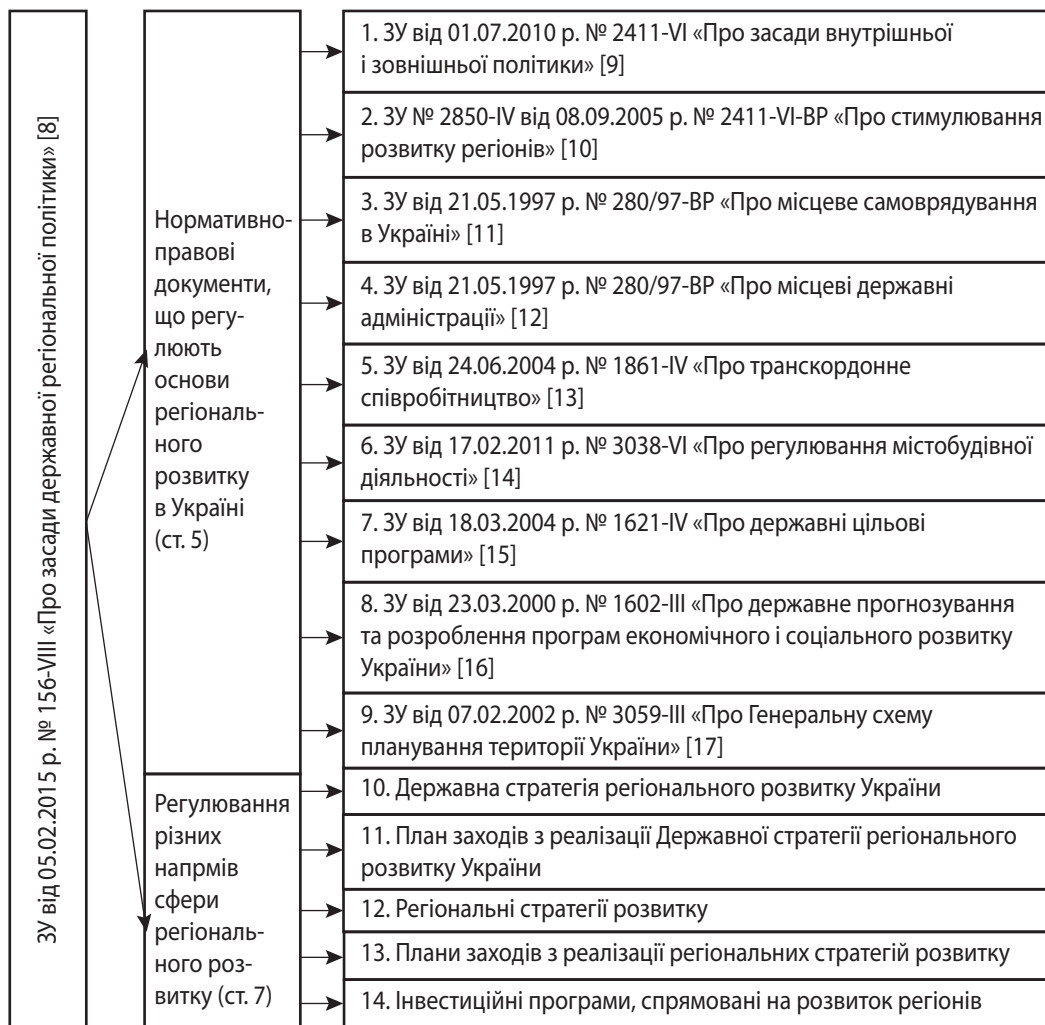 ЗУ від 05.02.2015 р. № 156-VIII «Про засади державної регіональної політики» [8]
Нормативно-
правові
документи,
що регу-
люють
основи
регіональ-
ного
розвитку
в Україні
(ст. 5)
1. ЗУ від 01.07.2010 р. № 2411-VI «Про засади внутрішньої
і зовнішньої політики» [9]
2. ЗУ № 2850-IV від 08.09.2005 р. № 2411-VI-ВР «Про стимулювання
розвитку регіонів» [10]
3. ЗУ від 21.05.1997 р. № 280/97-ВР «Про місцеве самоврядування
в Україні» [11]
4. ЗУ від 21.05.1997 р. № 280/97-ВР «Про місцеві державні
адміністрації» [12]
5. ЗУ від 24.06.2004 р. № 1861-IV «Про транскордонне
співробітництво» [13]
6. ЗУ від 17.02.2011 р. № 3038-VI «Про регулювання містобудівної
діяльності» [14]
7. ЗУ від 18.03.2004 р. № 1621-IV «Про державні цільові
програми» [15]
8. ЗУ від 23.03.2000 р. № 1602-III «Про державне прогнозування
та розроблення програм економічного і соціального розвитку
України» [16]
9. ЗУ від 07.02.2002 р. № 3059-III «Про Генеральну схему
планування території України» [17]
Регулювання
різних
напрмів
сфери
регіональ-
ного роз-
витку (ст. 7)
10. Державна стратегія регіонального розвитку України
11. План заходів з реалізації Державної стратегії регіонального
розвитку України
12. Регіональні стратегії розвитку
13. Плани заходів з реалізації регіональних стратегій розвитку
14. Інвестиційні програми, спрямовані на розвиток регіонів